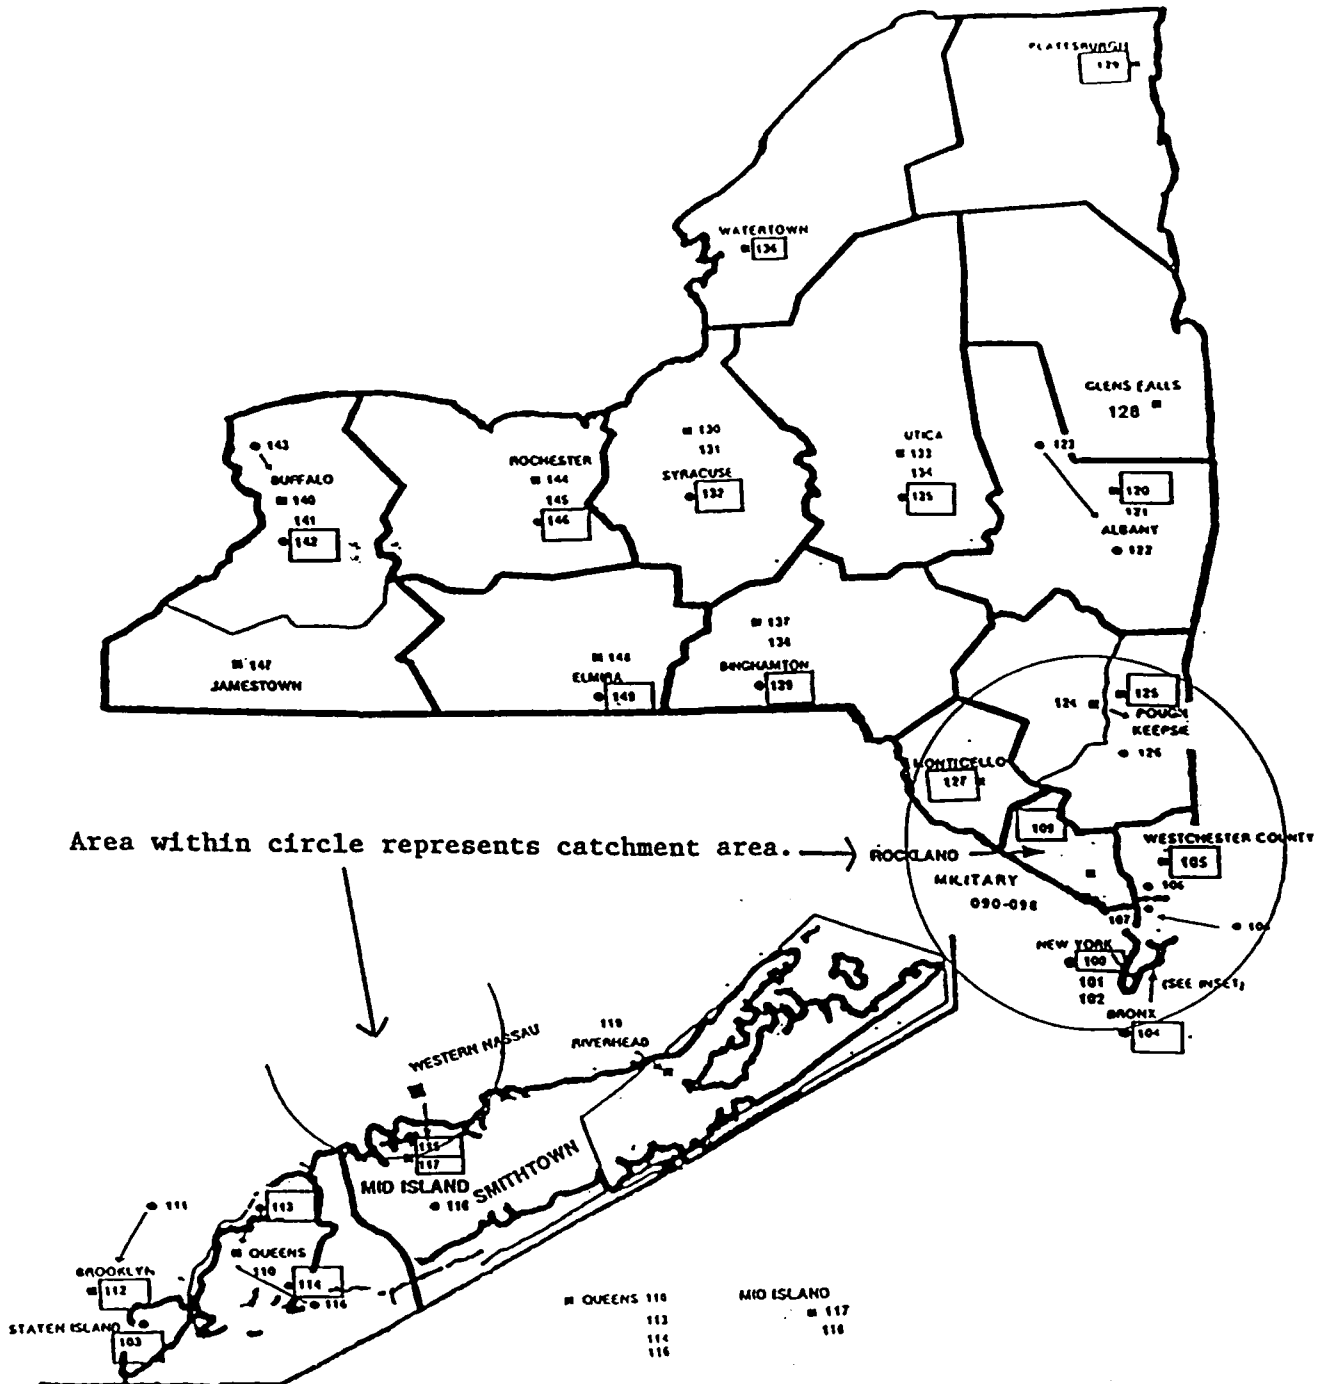 PLATTSBURGH
129
WATERTOWN
136
GLENS FALLS
128
143
BUFFALO
140
141
142
ROCHESTER
144
145
146
130
131
SYRACUSE
132
UTICA
133
134
135
123
120
121
ALBANY
122
147
JAMESTOWN
148
ELMIRA
149
137
138
BINGHAMTON
139
124
125
POUGH
KEEPSIE
126
MONTICELLO
127
109
Area within circle represents catchment area.
ROCKLAND
MILITARY
090-098
WESTCHESTER COUNTY
105
106
107
NEW YORK
100
101
102
(SEE INSET)
BRONX
104
119
RIVERHEAD
WESTERN NASSAU
115
117
MID ISLAND
118
SMITHTOWN
111
113
QUEENS
110
114
116
BROOKLYN
112
STATEN ISLAND
103
QUEENS 110
113
114
116
MID ISLAND
117
118